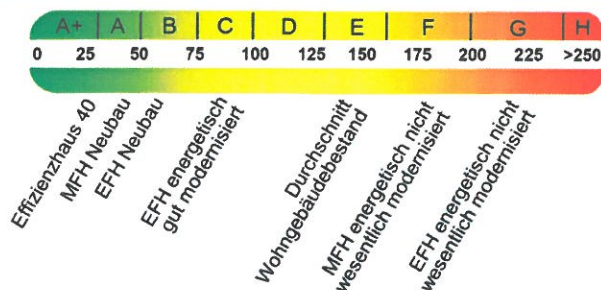 A+ A B C D E F G H
0 25 50 75 100 125 150 175 200 225 >250
Effizienzhaus 40
MFH Neubau
EFH Neubau
EFH energetisch
gut modernisiert
Durchschnitt
Wohngebäudebestand
MFH energetisch nicht
wesentlich modernisiert
EFH energetisch nicht
wesentlich modernisiert